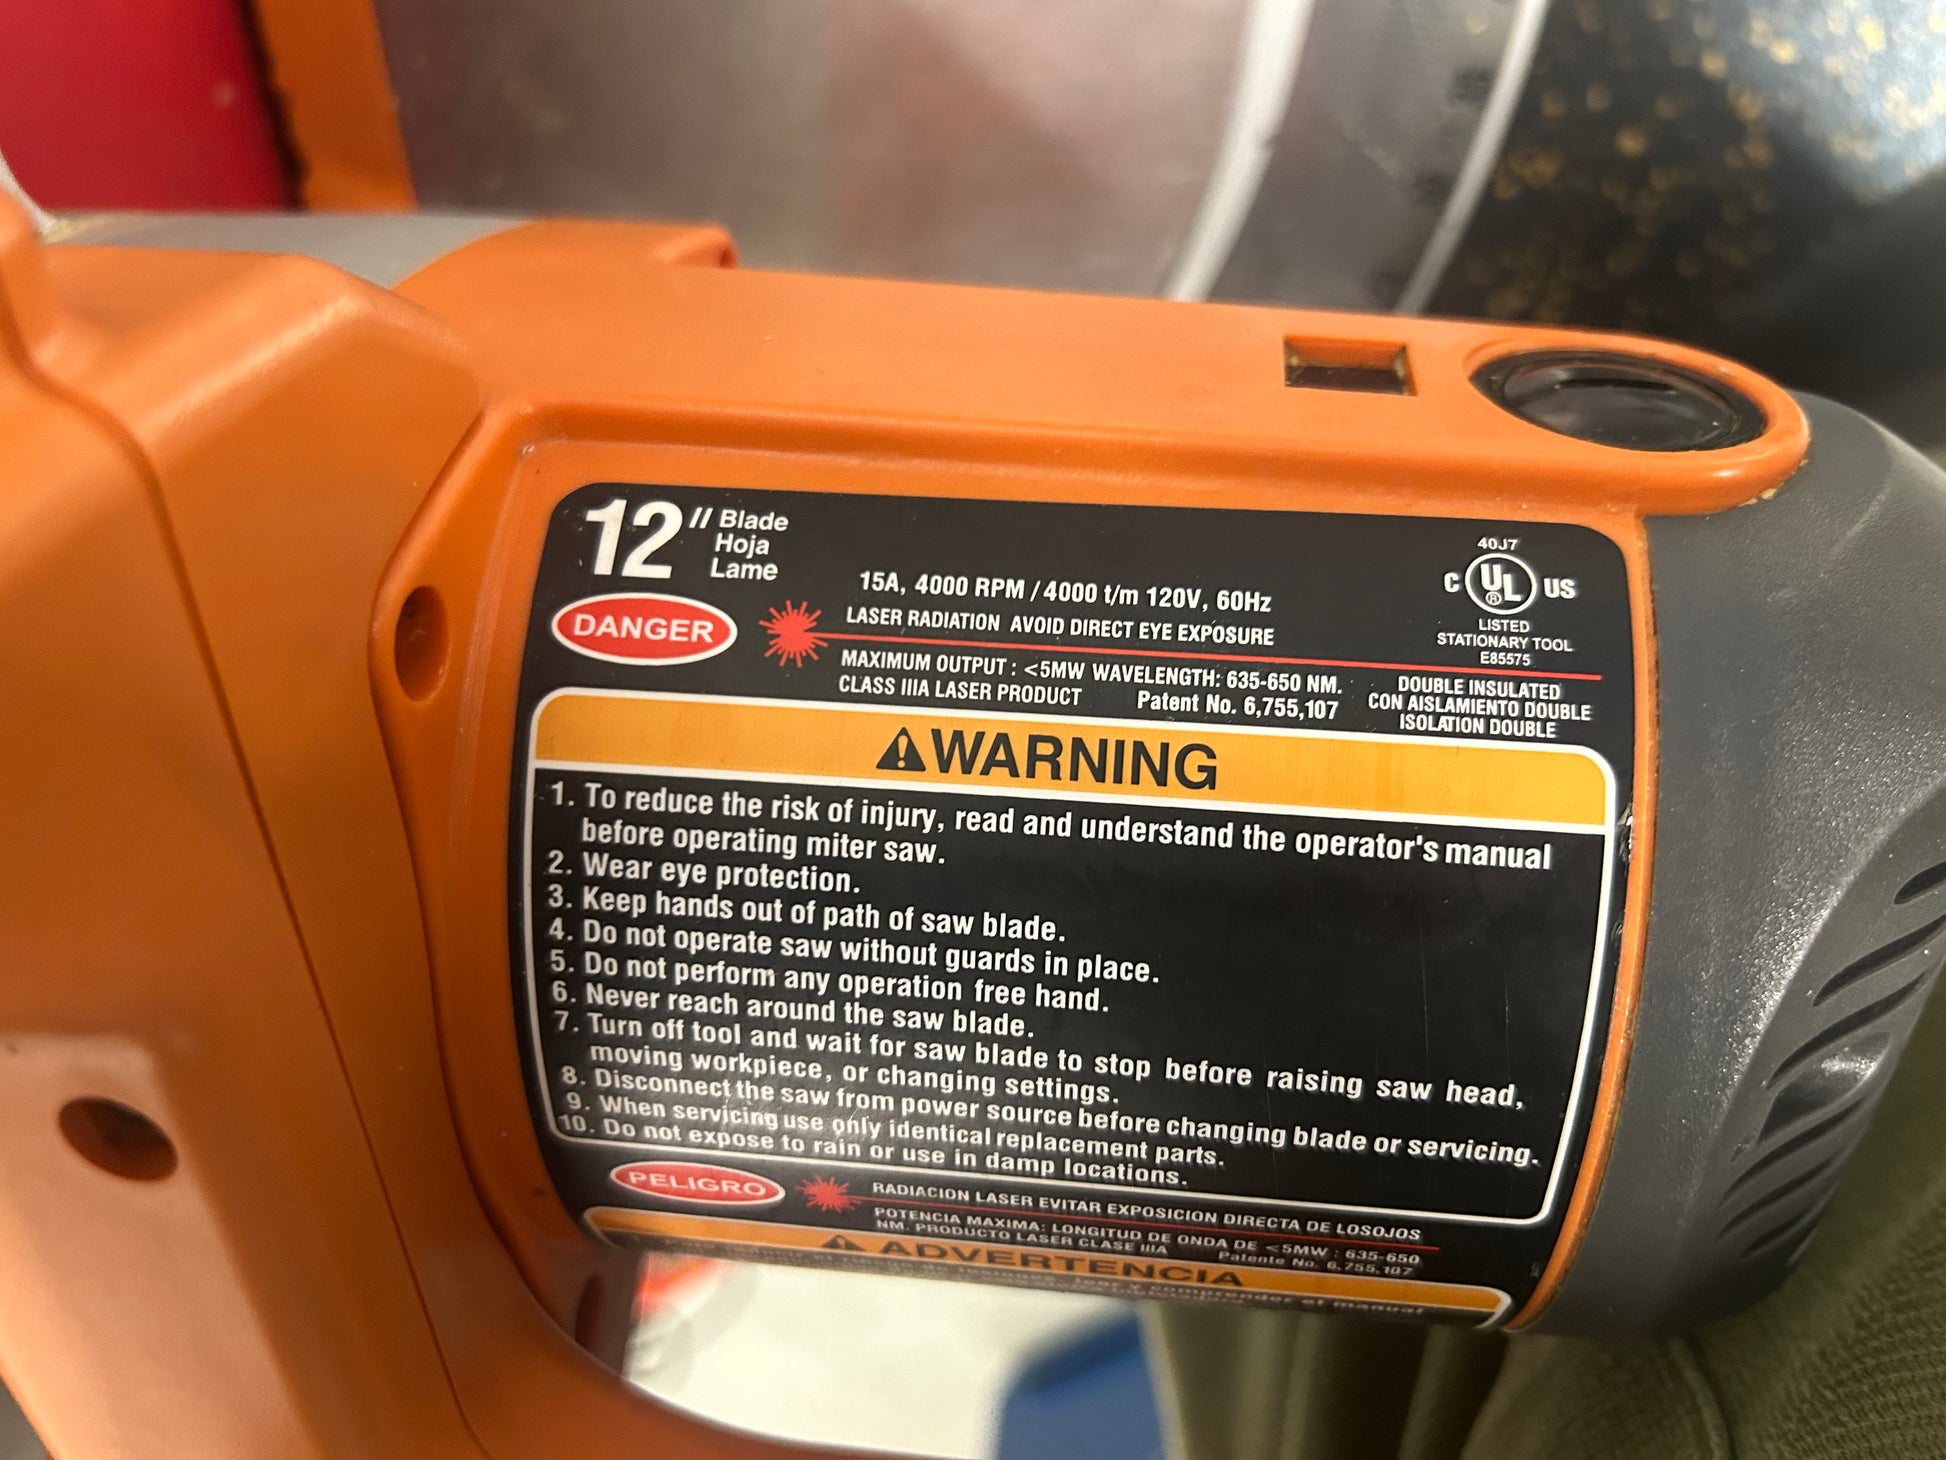 12" Blade
Hoja
Lame
15A, 4000 RPM / 4000 t/m 120V, 60Hz
40J7
C UL ® US
LISTED
STATIONARY TOOL
E85575
DANGER
LASER RADIATION AVOID DIRECT EYE EXPOSURE
MAXIMUM OUTPUT : <5MW WAVELENGTH: 635-650 NM.
CLASS IIIA LASER PRODUCT Patent No. 6,755,107
DOUBLE INSULATED
CON AISLAMIENTO DOUBLE
ISOLATION DOUBLE
WARNING
1. To reduce the risk of injury, read and understand the operator's manual
before operating miter saw.
2. Wear eye protection.
3. Keep hands out of path of saw blade.
4. Do not operate saw without guards in place.
5. Do not perform any operation free hand.
6. Never reach around the saw blade.
7. Turn off tool and wait for saw blade to stop before raising saw head,
moving workpiece, or changing settings.
8. Disconnect the saw from power source before changing blade or servicing.
9. When servicing use only identical replacement parts.
10. Do not expose to rain or use in damp locations.
PELIGRO
RADIACION LASER EVITAR EXPOSICION DIRECTA DE LOSOJOS
POTENCIA MAXIMA: LONGITUD DE ONDA DE <5MW : 635-650
NM. PRODUCTO LASER CLASE IIIA Patente No. 6,755,107
ADVERTENCIA
leer y comprender el manual